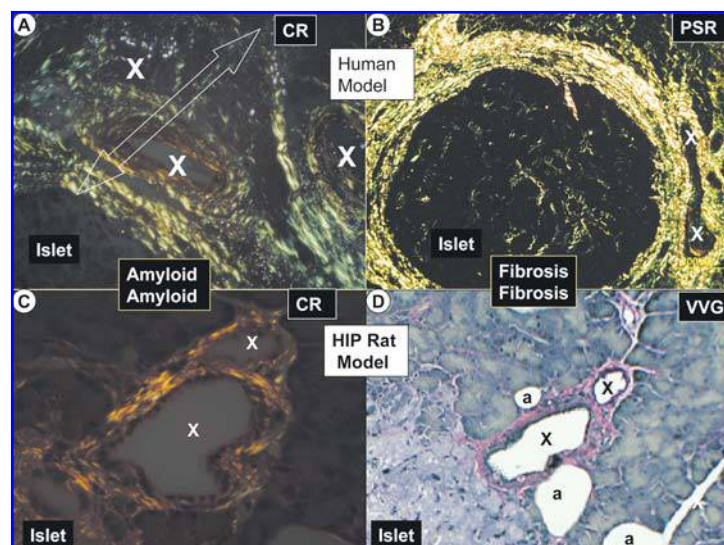 A
CR
X
X
X
Islet
Human
Model
B
PSR
X
X
Islet
Amyloid
Amyloid
Fibrosis
Fibrosis
C
CR
X
X
Islet
HIP Rat
Model
D
VVG
X
a
X
a
a
Islet